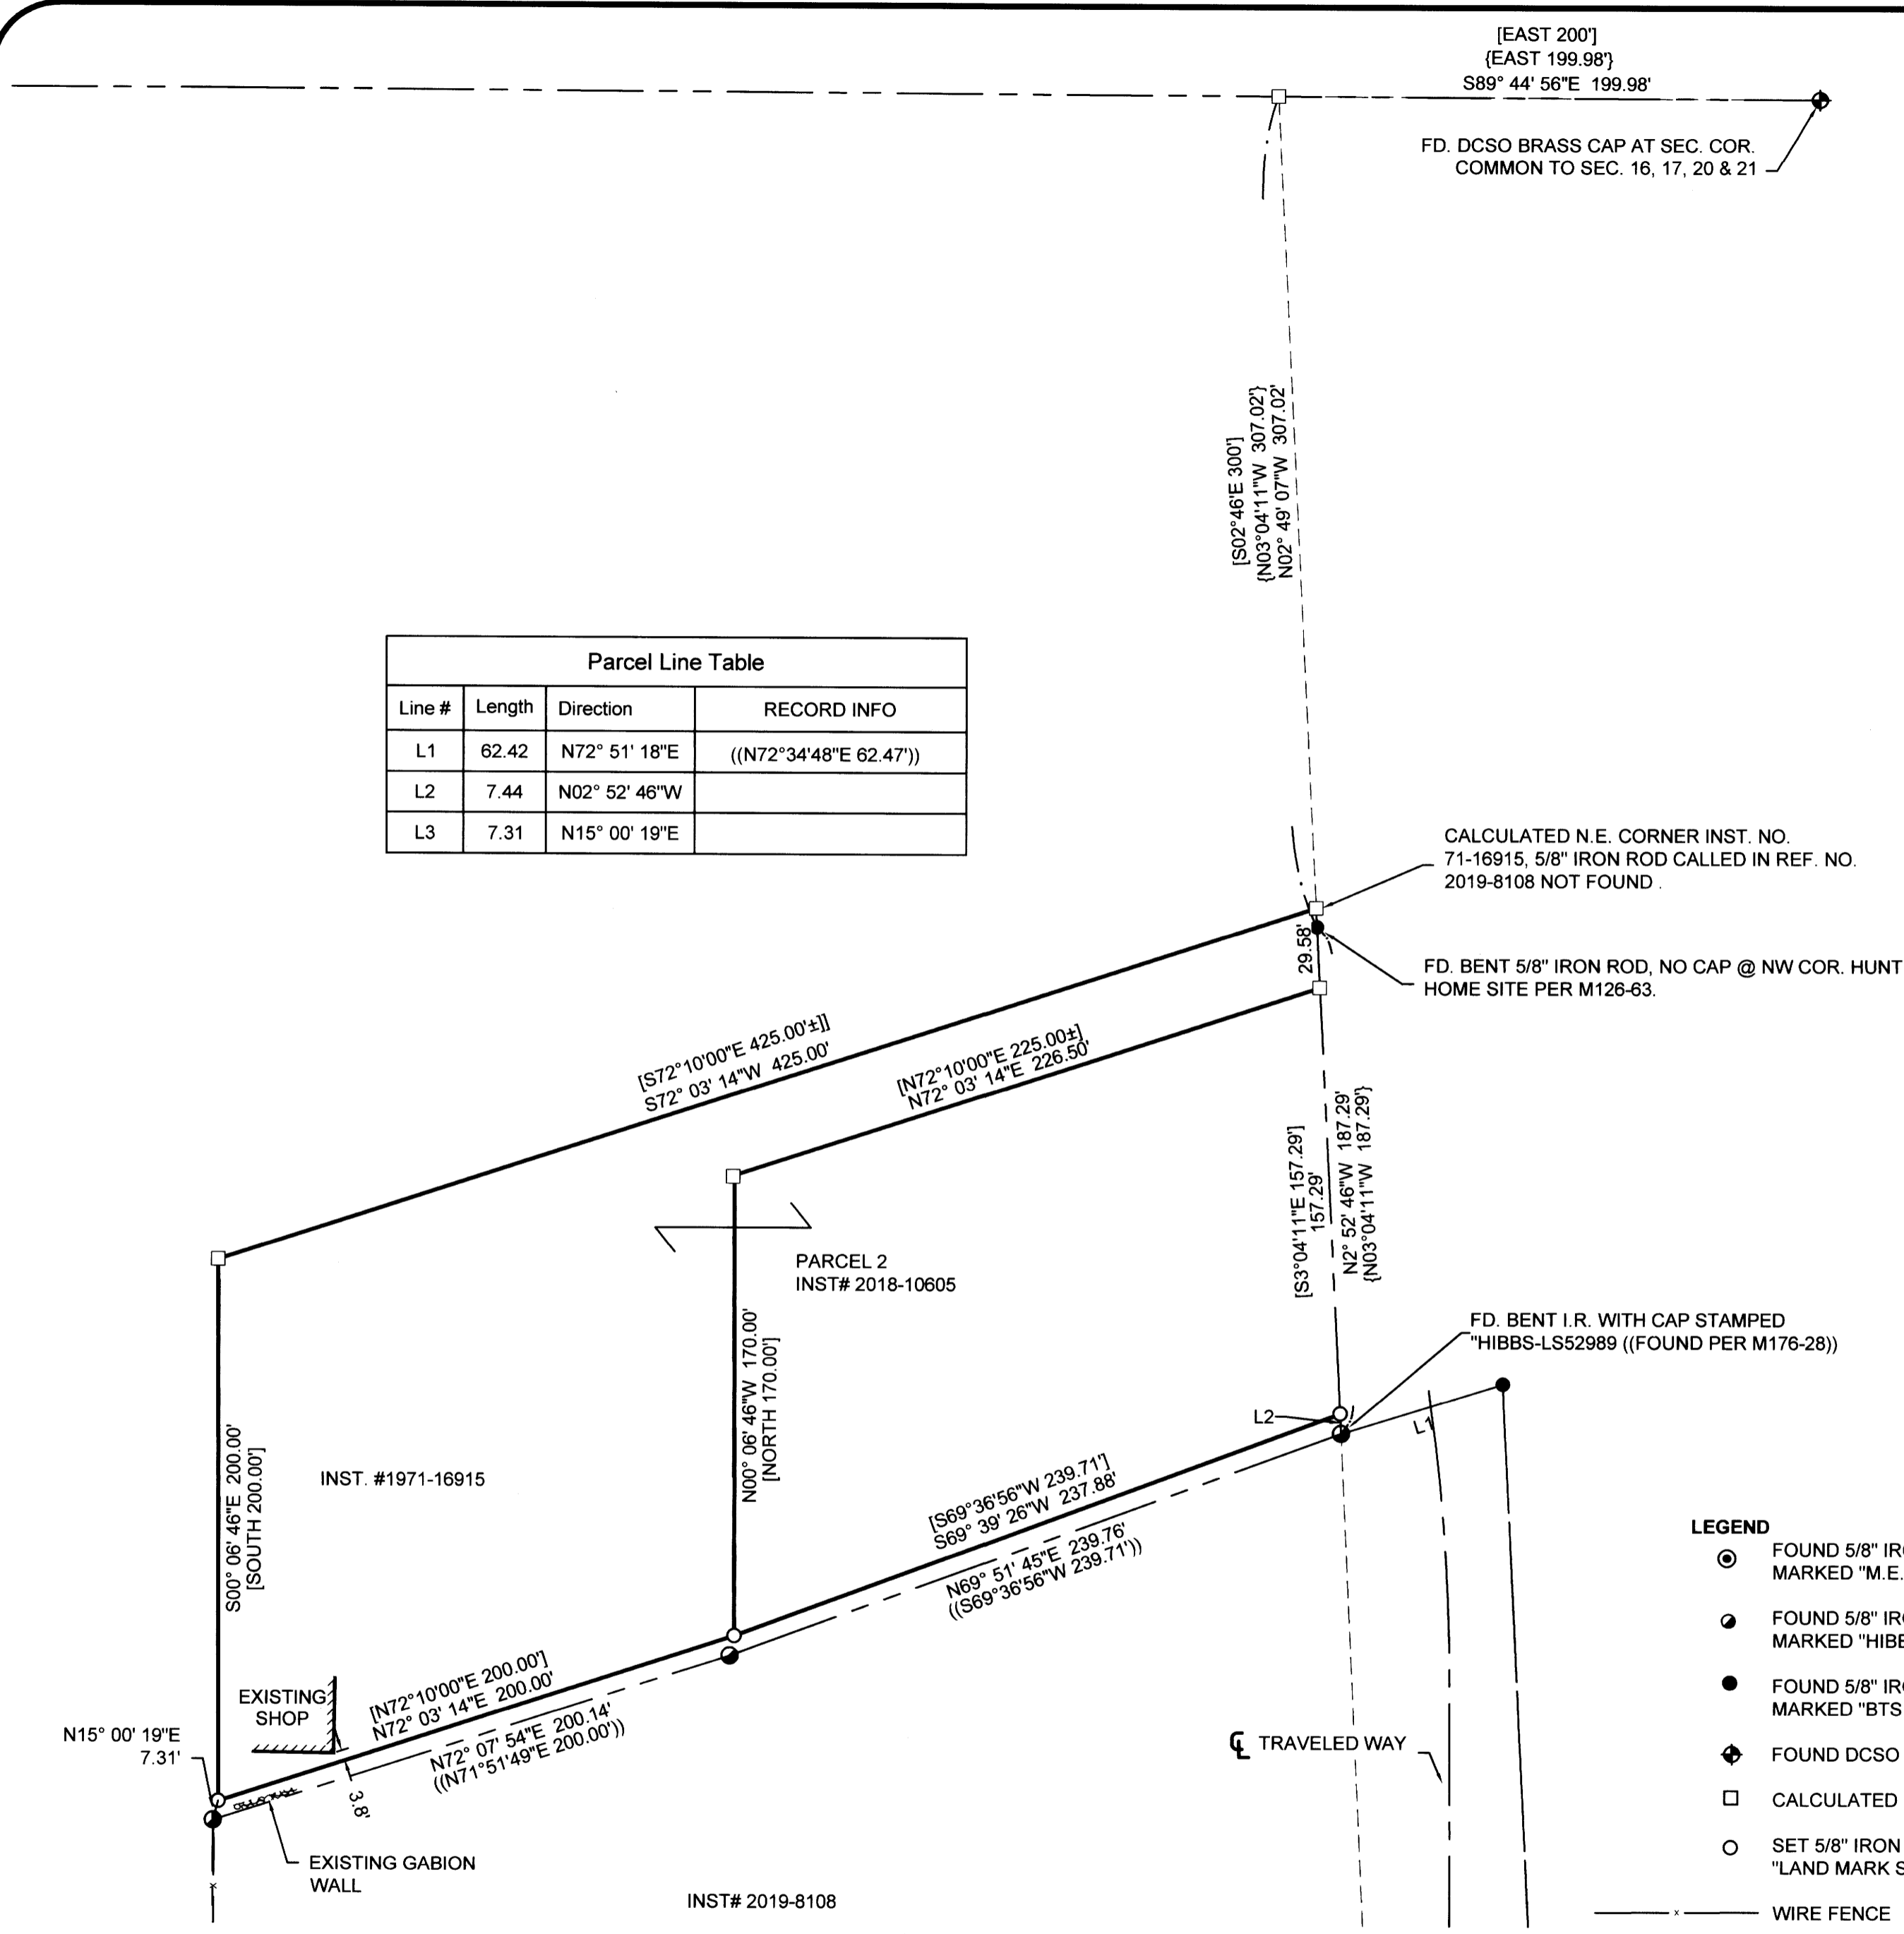 [EAST 200']
{EAST 199.98'}
S89° 44' 56"E 199.98'
FD. DCSO BRASS CAP AT SEC. COR.
COMMON TO SEC. 16, 17, 20 & 21
[S02°46'E 300']
{N03°04'11"W 307.02'}
N02° 49' 07"W 307.02'
Parcel Line Table
Line # Length Direction RECORD INFO
L1 62.42 N72° 51' 18"E ((N72°34'48"E 62.47'))
L2 7.44 N02° 52' 46"W
L3 7.31 N15° 00' 19"E
CALCULATED N.E. CORNER INST. NO.
71-16915, 5/8" IRON ROD CALLED IN REF. NO.
2019-8108 NOT FOUND .
29.58'
FD. BENT 5/8" IRON ROD, NO CAP @ NW COR. HUNT
HOME SITE PER M126-63.
[S72°10'00"E 425.00'±]]
S72° 03' 14"W 425.00'
[N72°10'00"E 225.00±]
N72° 03' 14"E 226.50'
[S3°04'11"E 157.29']
157.29'
N2° 52' 46"W 187.29'
{N03°04'11"W 187.29'}
PARCEL 2
INST# 2018-10605
N00° 06' 46"W 170.00'
[NORTH 170.00']
FD. BENT I.R. WITH CAP STAMPED
"HIBBS-LS52989 ((FOUND PER M176-28))
L2
L1
S00° 06' 46"E 200.00'
[SOUTH 200.00']
INST. #1971-16915
[S69°36'56"W 239.71']
S69° 39' 26"W 237.88'
N69° 51' 45"E 239.76'
((S69°36'56"W 239.71'))
EXISTING
SHOP
[N72°10'00"E 200.00']
N72° 03' 14"E 200.00'
N72° 07' 54"E 200.14'
((N71°51'49"E 200.00'))
N15° 00' 19"E
7.31'
3.8'
EXISTING GABION
WALL
INST# 2019-8108
℄ TRAVELED WAY
LEGEND
FOUND 5/8" IR
MARKED "M.E.
FOUND 5/8" IR
MARKED "HIBB
FOUND 5/8" IR
MARKED "BTS
FOUND DCSO
CALCULATED
SET 5/8" IRON
"LAND MARK S
WIRE FENCE